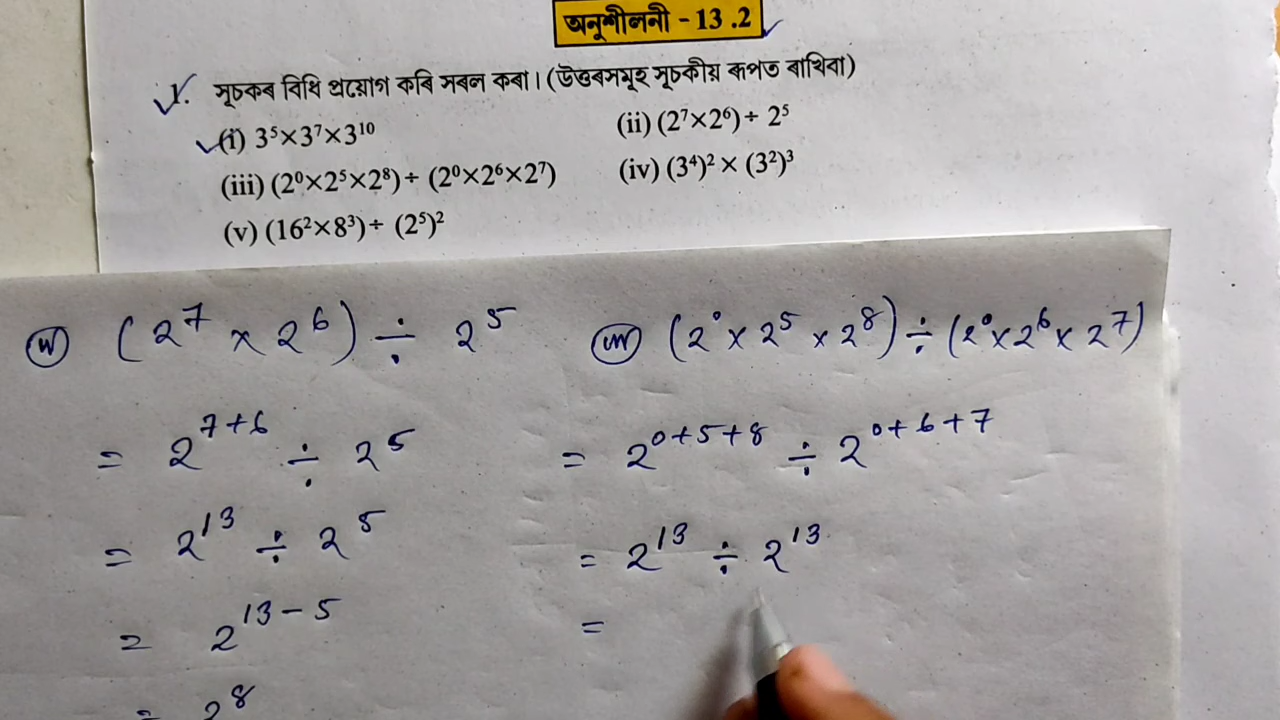 অনুশীলনী - 13 .2
1. সূচকৰ বিধি প্ৰয়োগ কৰি সৰল কৰা। (উত্তৰসমূহ সূচকীয় ৰূপত ৰাখিবা)
(i) 3⁵×3⁷×3¹⁰
(ii) (2⁷×2⁶) ÷ 2⁵
(iii) (2⁰×2⁵×2⁸) ÷ (2⁰×2⁶×2⁷)
(iv) (3⁴)² × (3²)³
(v) (16²×8³) ÷ (2⁵)²
(ii) (2⁷ × 2⁶) ÷ 2⁵
= 2⁷⁺⁶ ÷ 2⁵
= 2¹³ ÷ 2⁵
= 2¹³⁻⁵
= 2⁸
(iii) (2⁰ × 2⁵ × 2⁸) ÷ (2⁰ × 2⁶ × 2⁷)
= 2⁰⁺⁵⁺⁸ ÷ 2⁰⁺⁶⁺⁷
= 2¹³ ÷ 2¹³
=